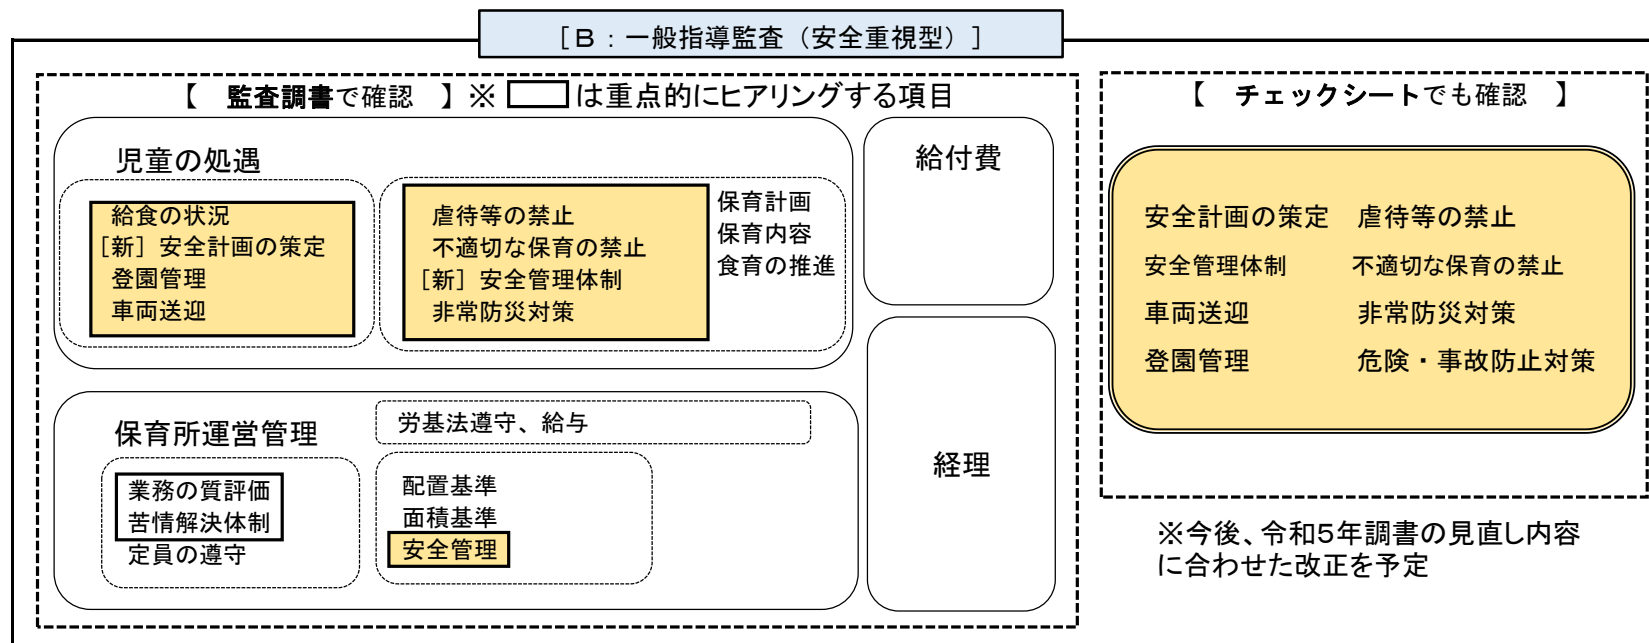 ［Ｂ：一般指導監査（安全重視型）］
【　監査調書で確認　】※　　　は重点的にヒアリングする項目
児童の処遇
給食の状況
［新］安全計画の策定
登園管理
車両送迎
虐待等の禁止
不適切な保育の禁止
［新］安全管理体制
非常防災対策
保育計画
保育内容
食育の推進
給付費
保育所運営管理
業務の質評価
苦情解決体制
定員の遵守
労基法遵守、給与
配置基準
面積基準
安全管理
経理
【　チェックシートでも確認　】
安全計画の策定　虐待等の禁止
安全管理体制　不適切な保育の禁止
車両送迎　非常防災対策
登園管理　危険・事故防止対策
※今後、令和５年調書の見直し内容
に合わせた改正を予定